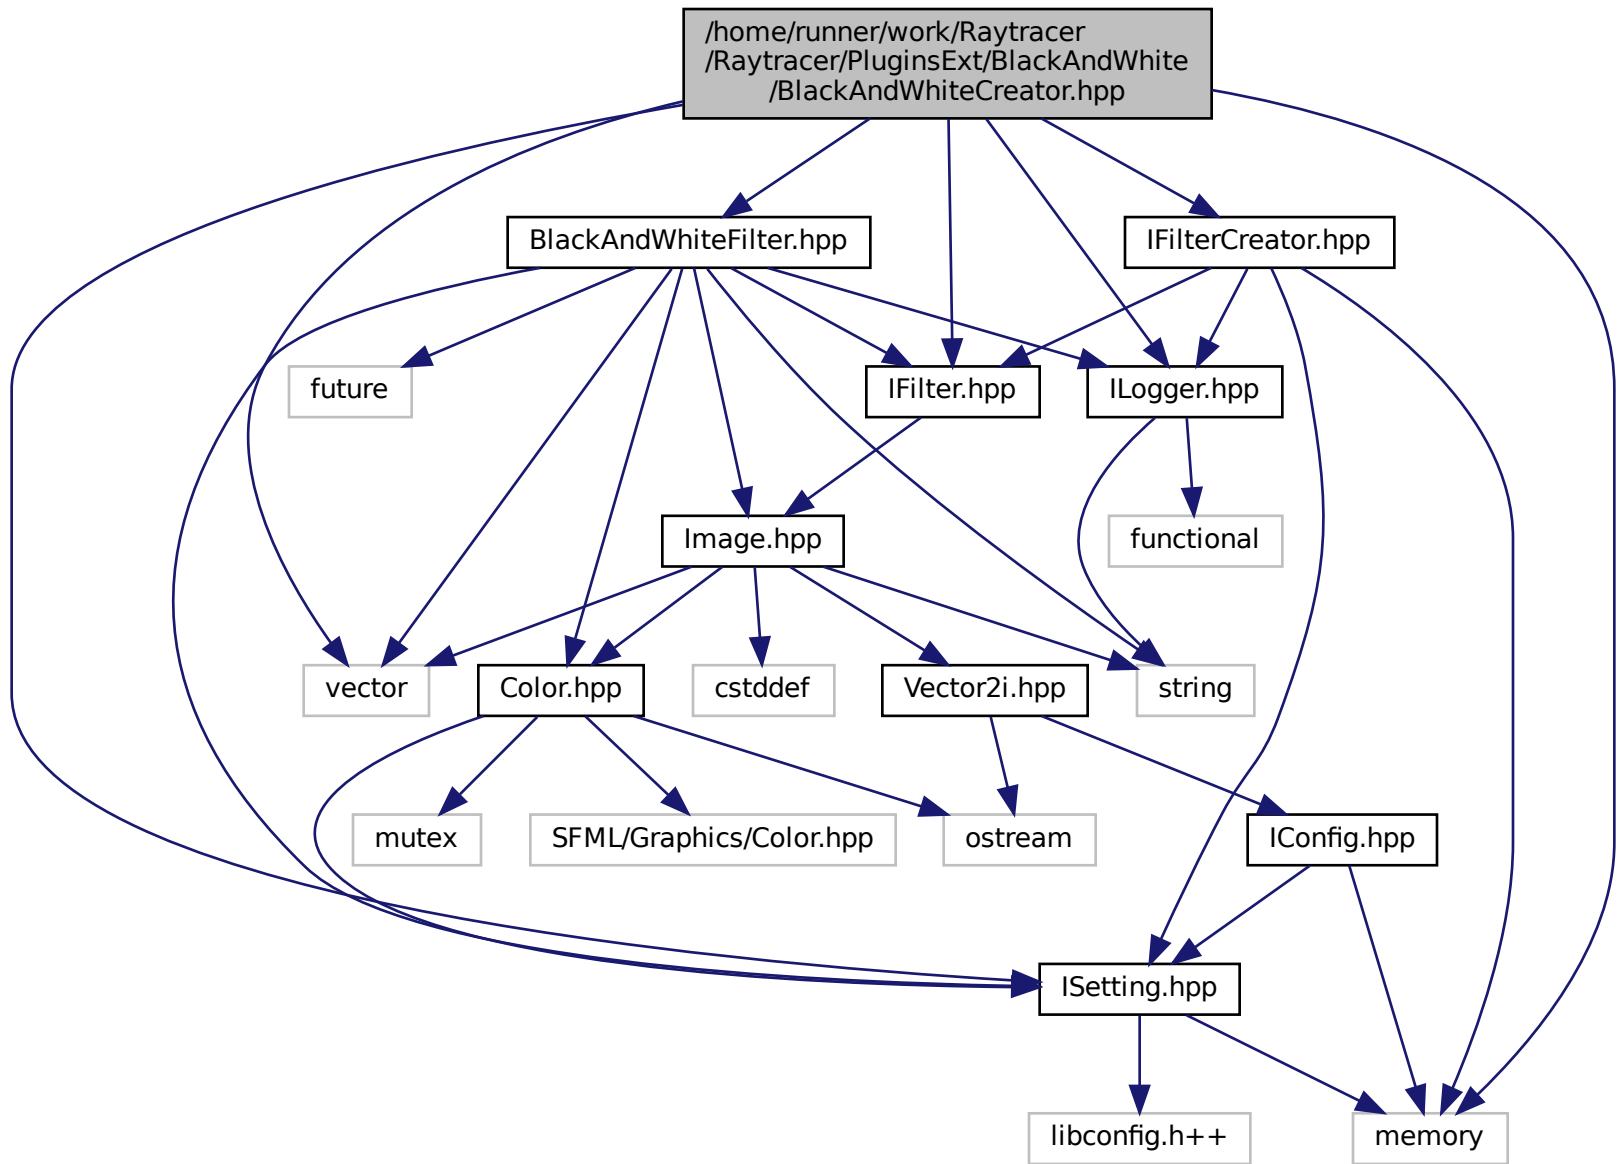 /home/runner/work/Raytracer
/Raytracer/PluginsExt/BlackAndWhite
/BlackAndWhiteCreator.hpp
BlackAndWhiteFilter.hpp
IFilterCreator.hpp
future
IFilter.hpp
ILogger.hpp
Image.hpp
functional
vector
Color.hpp
cstddef
Vector2i.hpp
string
mutex
SFML/Graphics/Color.hpp
ostream
IConfig.hpp
ISetting.hpp
libconfig.h++
memory